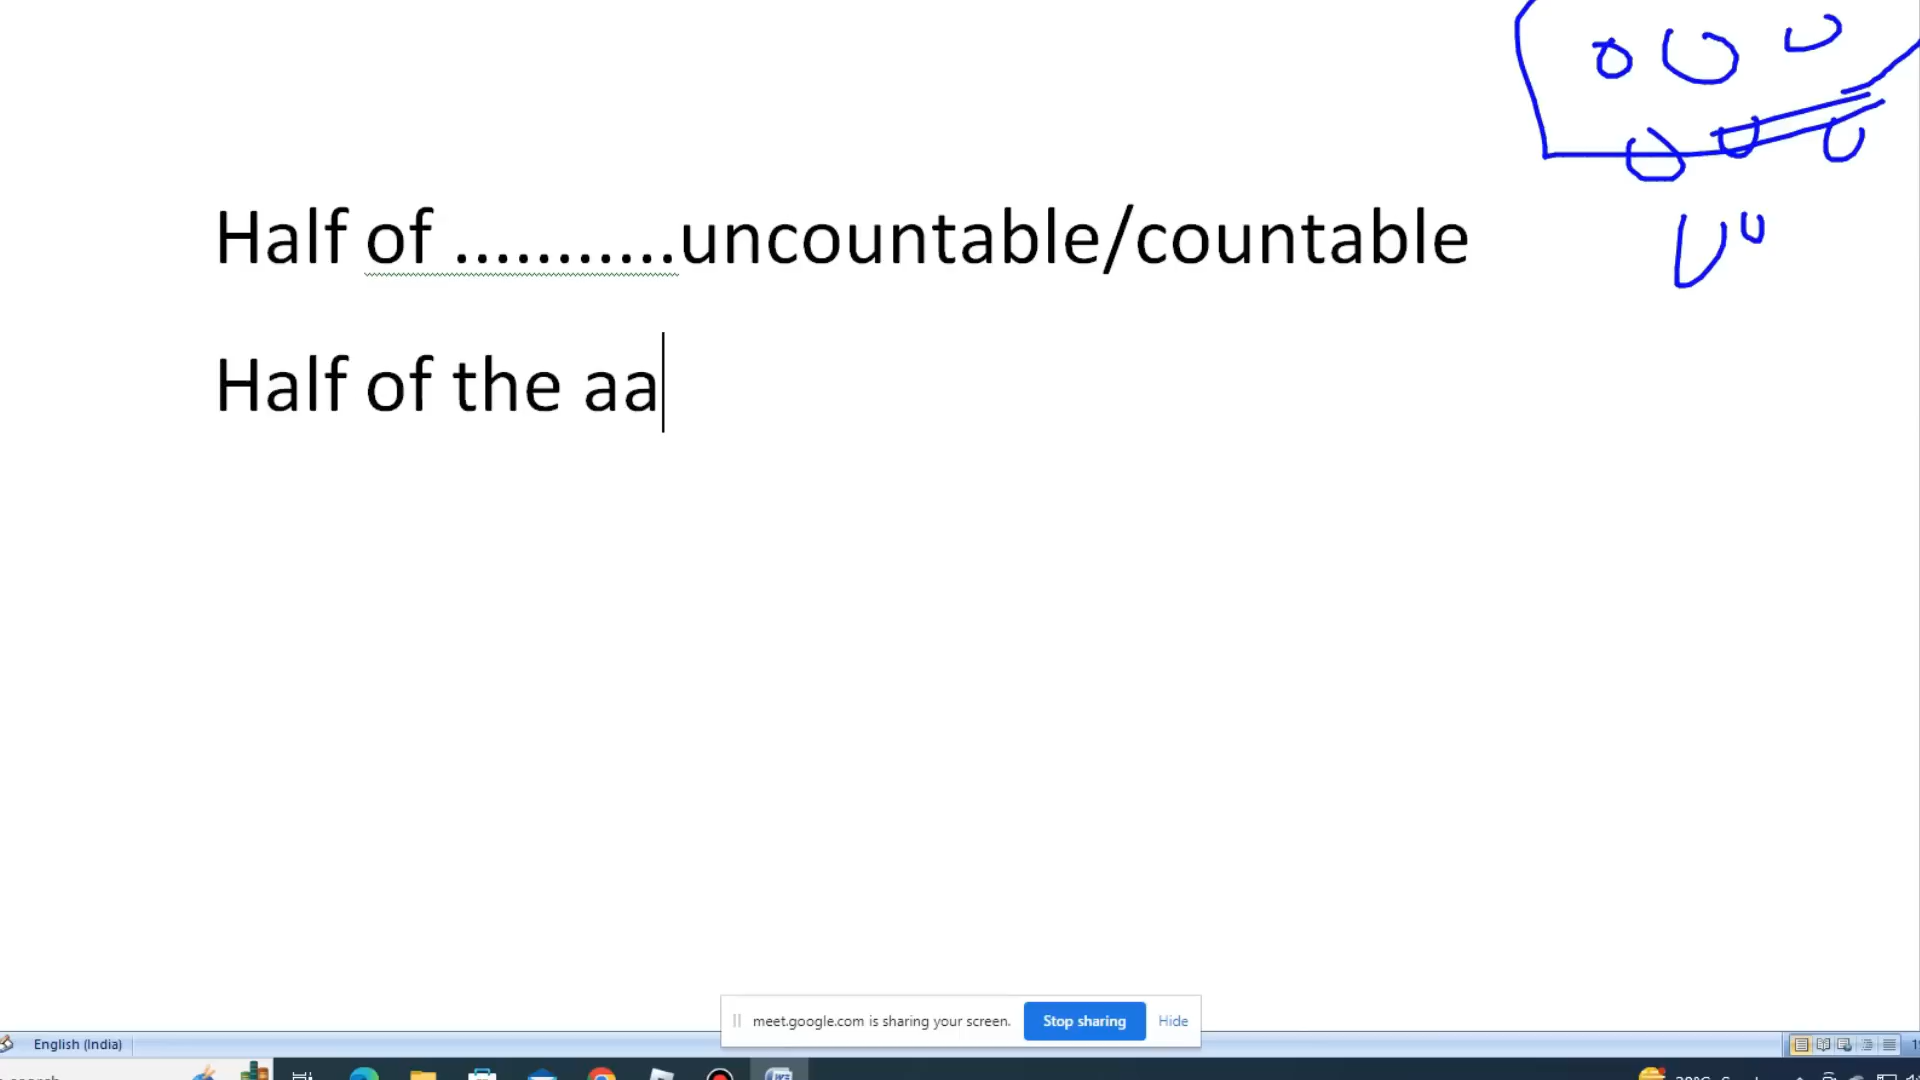 Half of ...........uncountable/countable
Half of the aa
meet.google.com is sharing your screen. Stop sharing Hide
English (India)